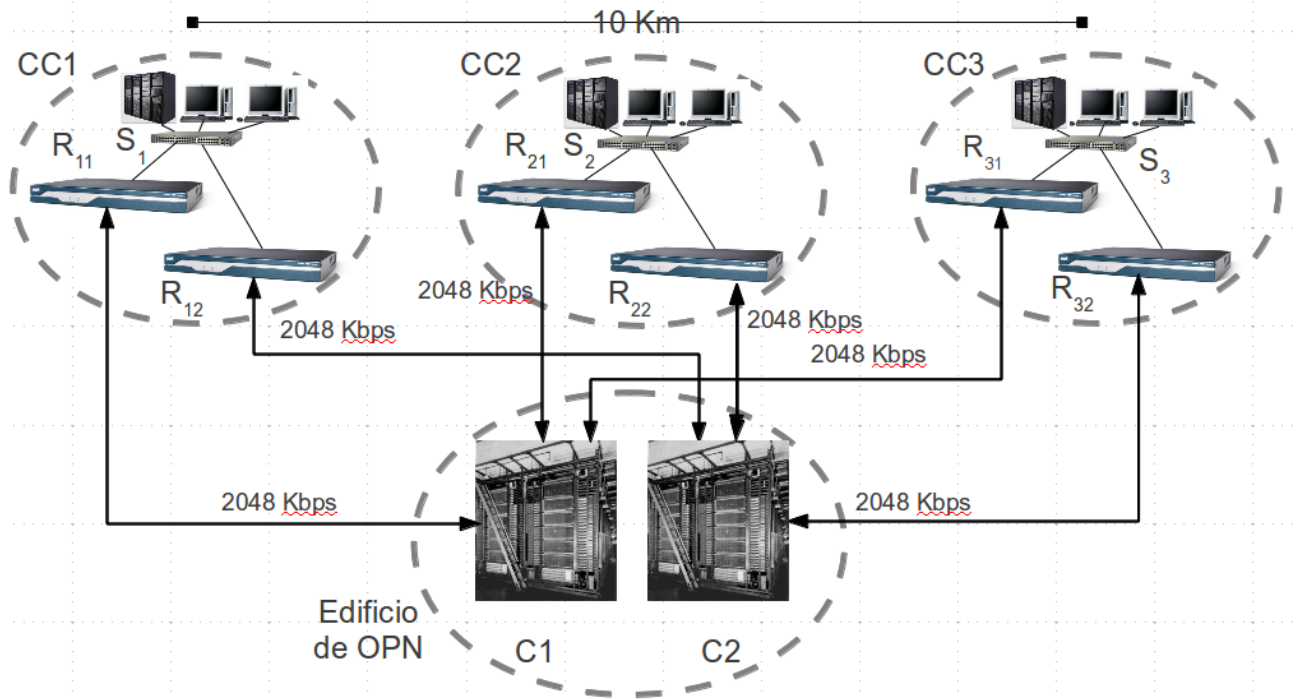 10 Km
CC1
CC2
CC3
R11
S1
R21
S2
R31
S3
R12
R22
R32
2048 Kbps
2048 Kbps
2048 Kbps
2048 Kbps
2048 Kbps
2048 Kbps
Edificio
de OPN
C1
C2